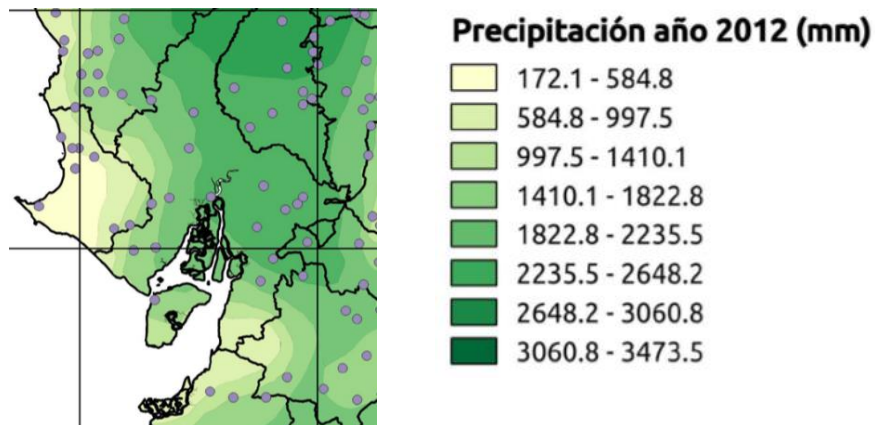 Precipitación año 2012 (mm)
172.1 - 584.8
584.8 - 997.5
997.5 - 1410.1
1410.1 - 1822.8
1822.8 - 2235.5
2235.5 - 2648.2
2648.2 - 3060.8
3060.8 - 3473.5